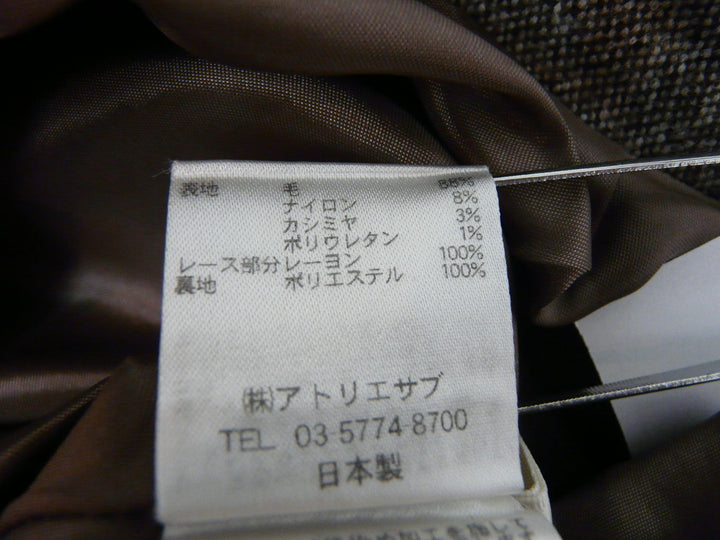 表地 毛 88%
ナイロン 8%
カシミヤ 3%
ポリウレタン 1%
レース部分 レーヨン 100%
裏地 ポリエステル 100%
㈱アトリエサブ
TEL 03-5774-8700
日本製